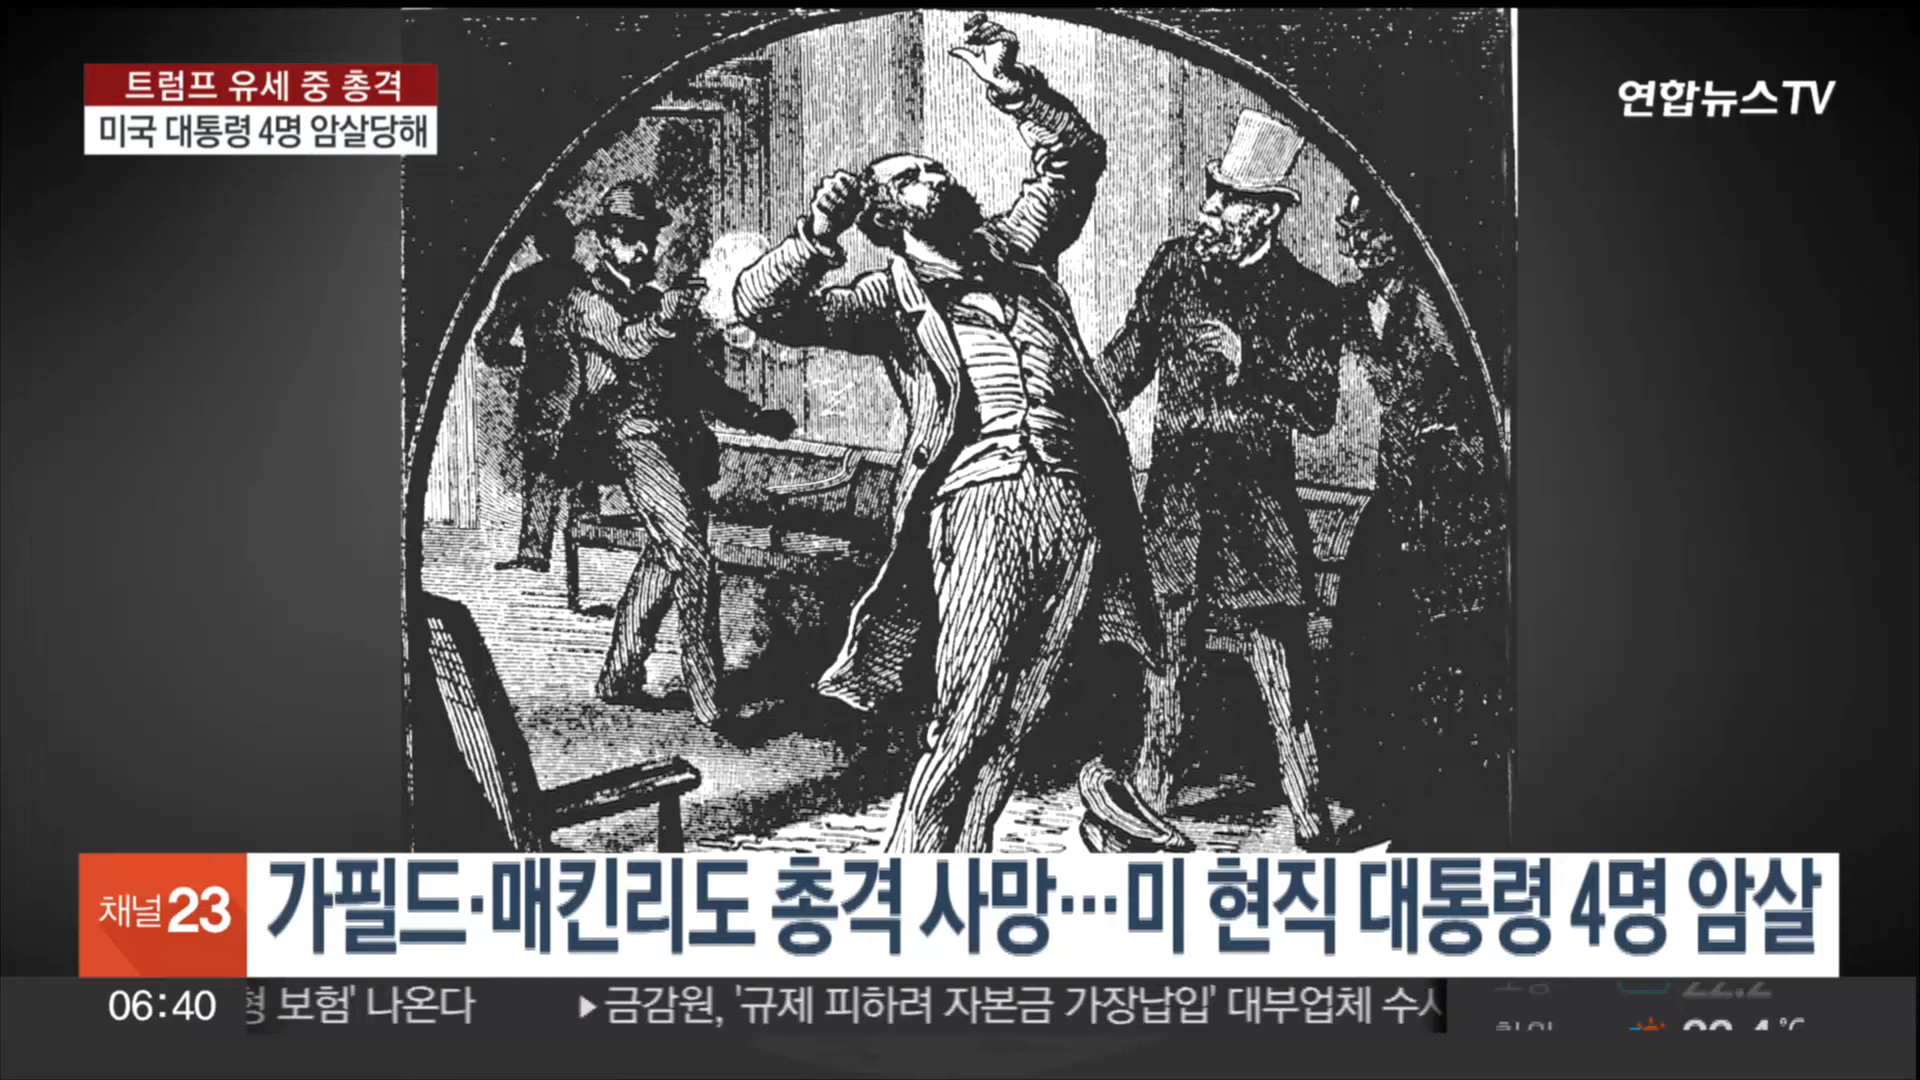 트럼프 유세 중 총격
미국 대통령 4명 암살당해
연합뉴스TV
채널 23
가필드·매킨리도 총격 사망…미 현직 대통령 4명 암살
06:40
보험' 나온다 ▶금감원, '규제 피하려 자본금 가장납입' 대부업체 수사